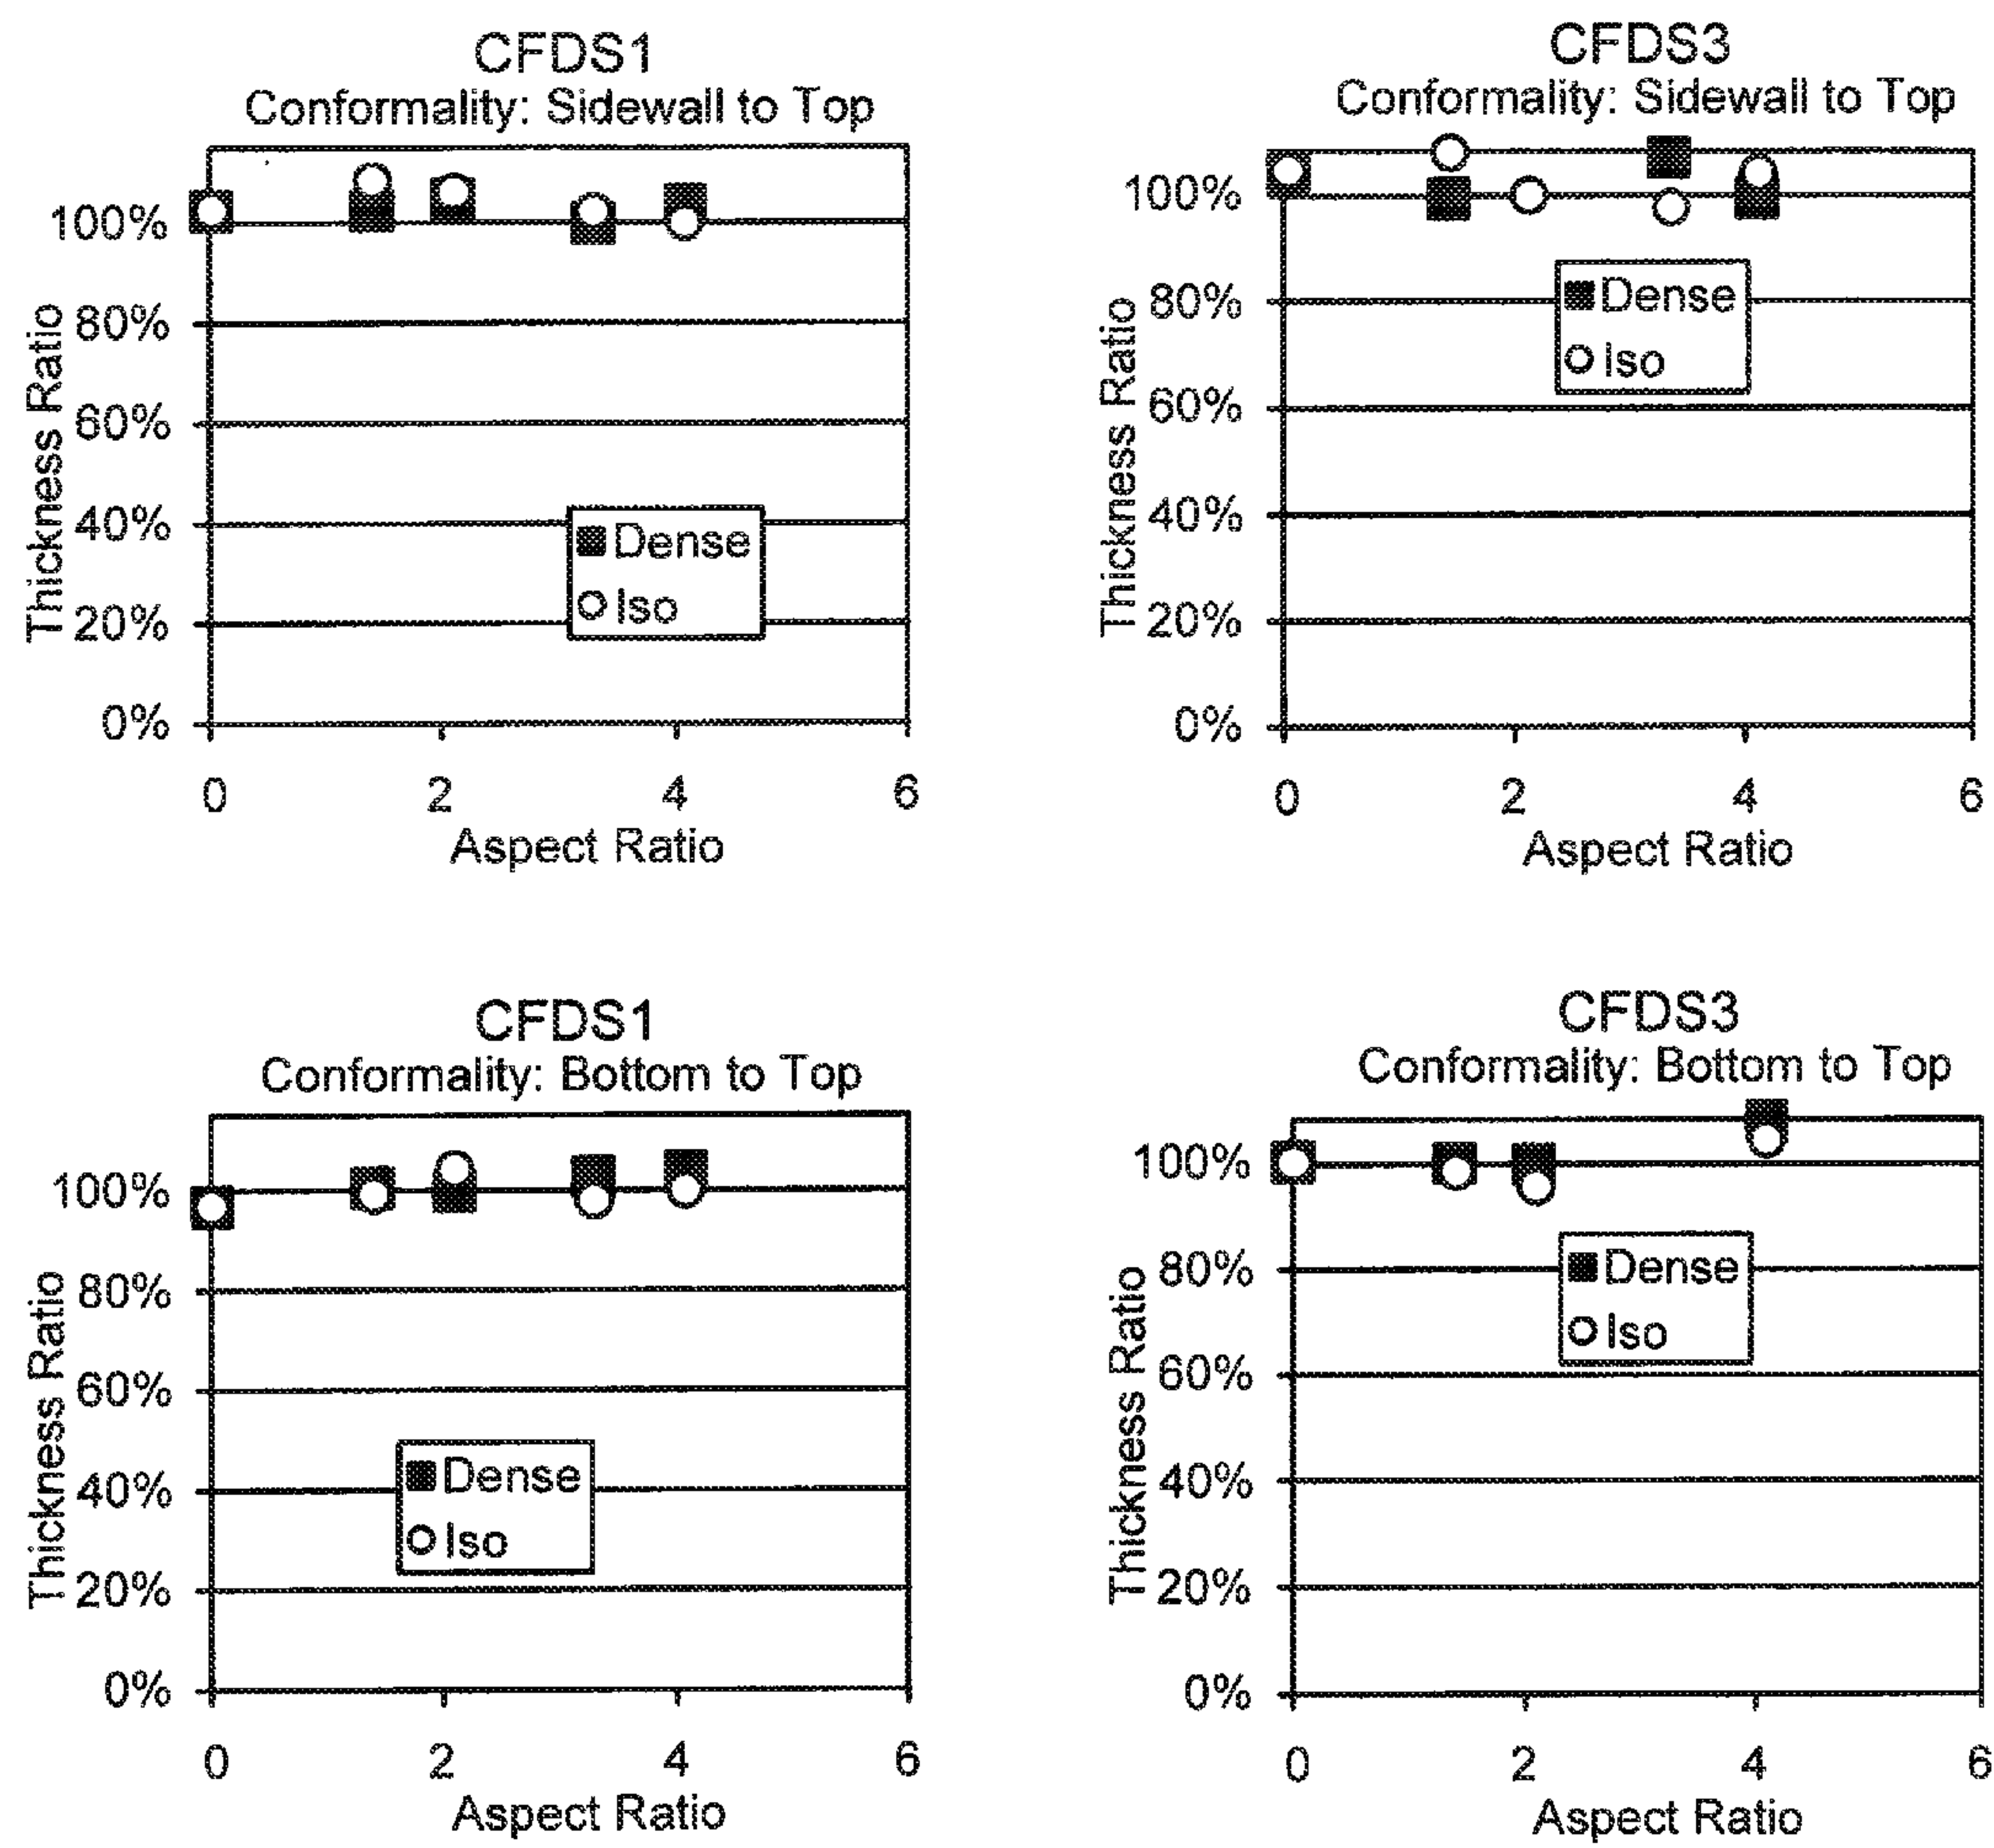 CFDS1
Conformality: Sidewall to Top
100%
80%
60%
40%
20%
0%
Thickness Ratio
Dense
Iso
0 2 4 6
Aspect Ratio
CFDS3
Conformality: Sidewall to Top
100%
80%
60%
40%
20%
0%
Thickness Ratio
Dense
Iso
0 2 4 6
Aspect Ratio
CFDS1
Conformality: Bottom to Top
100%
80%
60%
40%
20%
0%
Thickness Ratio
Dense
Iso
0 2 4 6
Aspect Ratio
CFDS3
Conformality: Bottom to Top
100%
80%
60%
40%
20%
0%
Thickness Ratio
Dense
Iso
0 2 4 6
Aspect Ratio